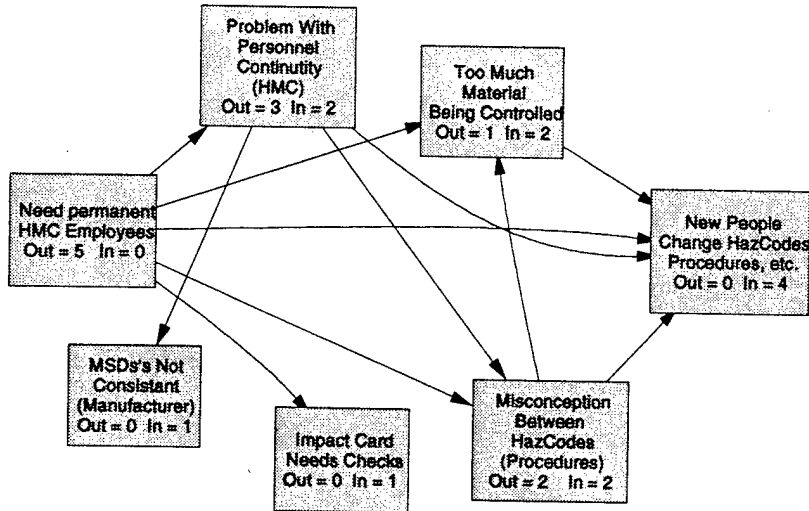 Problem With
Personnel
Continutity
(HMC)
Out = 3 In = 2
Too Much
Material
Being Controlled
Out = 1 In = 2
Need permanent
HMC Employees
Out = 5 In = 0
New People
Change HazCodes
Procedures, etc.
Out = 0 In = 4
MSDs's Not
Consistant
(Manufacturer)
Out = 0 In = 1
Impact Card
Needs Checks
Out = 0 In = 1
Misconception
Between
HazCodes
(Procedures)
Out = 2 In = 2